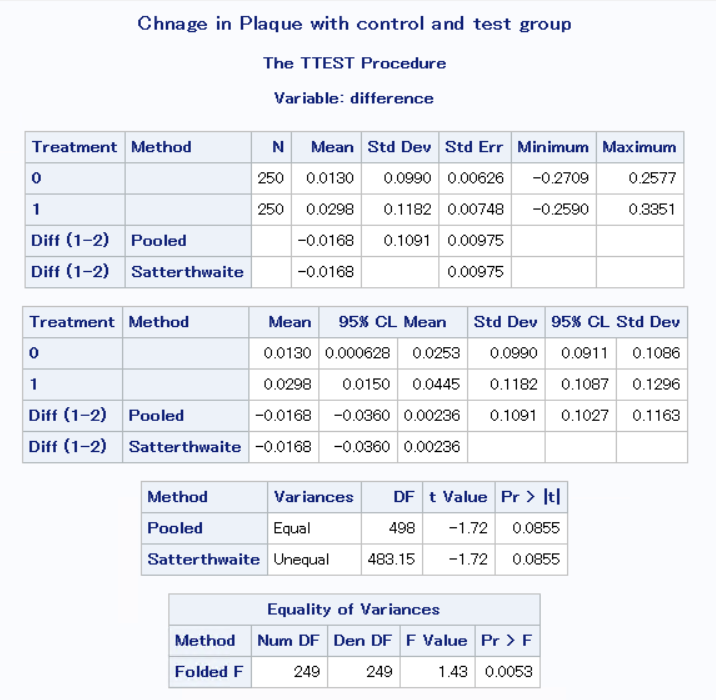 Chnage in Plaque with control and test group
The TTEST Procedure
Variable: difference
Treatment Method N Mean Std Dev Std Err Minimum Maximum
0 250 0.0130 0.0990 0.00626 -0.2709 0.2577
1 250 0.0298 0.1182 0.00748 -0.2590 0.3351
Diff (1-2) Pooled -0.0168 0.1091 0.00975
Diff (1-2) Satterthwaite -0.0168 0.00975
Treatment Method Mean 95% CL Mean Std Dev 95% CL Std Dev
0 0.0130 0.000628 0.0253 0.0990 0.0911 0.1086
1 0.0298 0.0150 0.0445 0.1182 0.1087 0.1296
Diff (1-2) Pooled -0.0168 -0.0360 0.00236 0.1091 0.1027 0.1163
Diff (1-2) Satterthwaite -0.0168 -0.0360 0.00236
Method Variances DF t Value Pr > |t|
Pooled Equal 498 -1.72 0.0855
Satterthwaite Unequal 483.15 -1.72 0.0855
Equality of Variances
Method Num DF Den DF F Value Pr > F
Folded F 249 249 1.43 0.0053